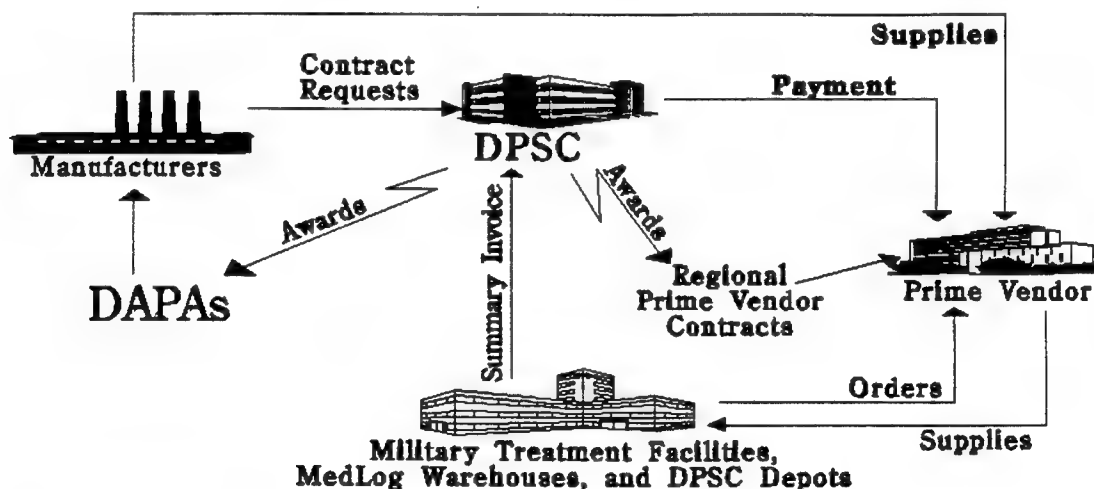 Supplies
Contract
Requests
Payment
DPSC
Manufacturers
Awards
Summary Invoice
Awards
Regional
Prime Vendor
Contracts
Prime Vendor
DAPAs
Orders
Supplies
Military Treatment Facilities,
MedLog Warehouses, and DPSC Depots